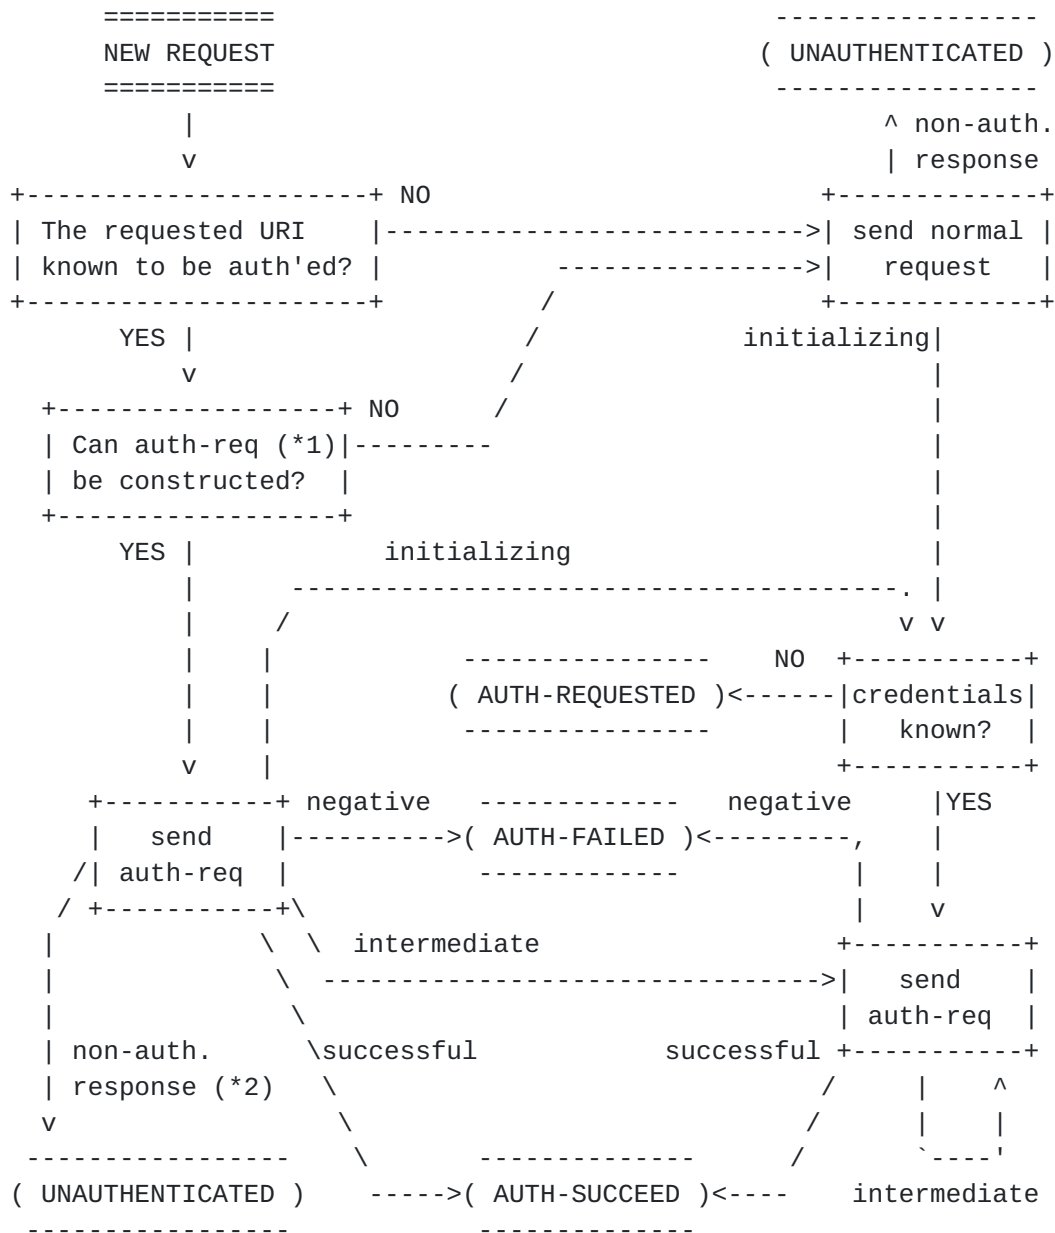 NEW REQUEST ( UNAUTHENTICATED )
^ non-auth.
v | response
NO
The requested URI send normal
known to be auth'ed? request
YES initializing
v
NO
Can auth-req (*1)
be constructed?
YES initializing
v v
NO
( AUTH-REQUESTED ) credentials
known?
v
negative negative YES
send ( AUTH-FAILED )
auth-req
v
intermediate
send
auth-req
non-auth. successful successful
response (*2) ^
v
( UNAUTHENTICATED ) ( AUTH-SUCCEED ) intermediate